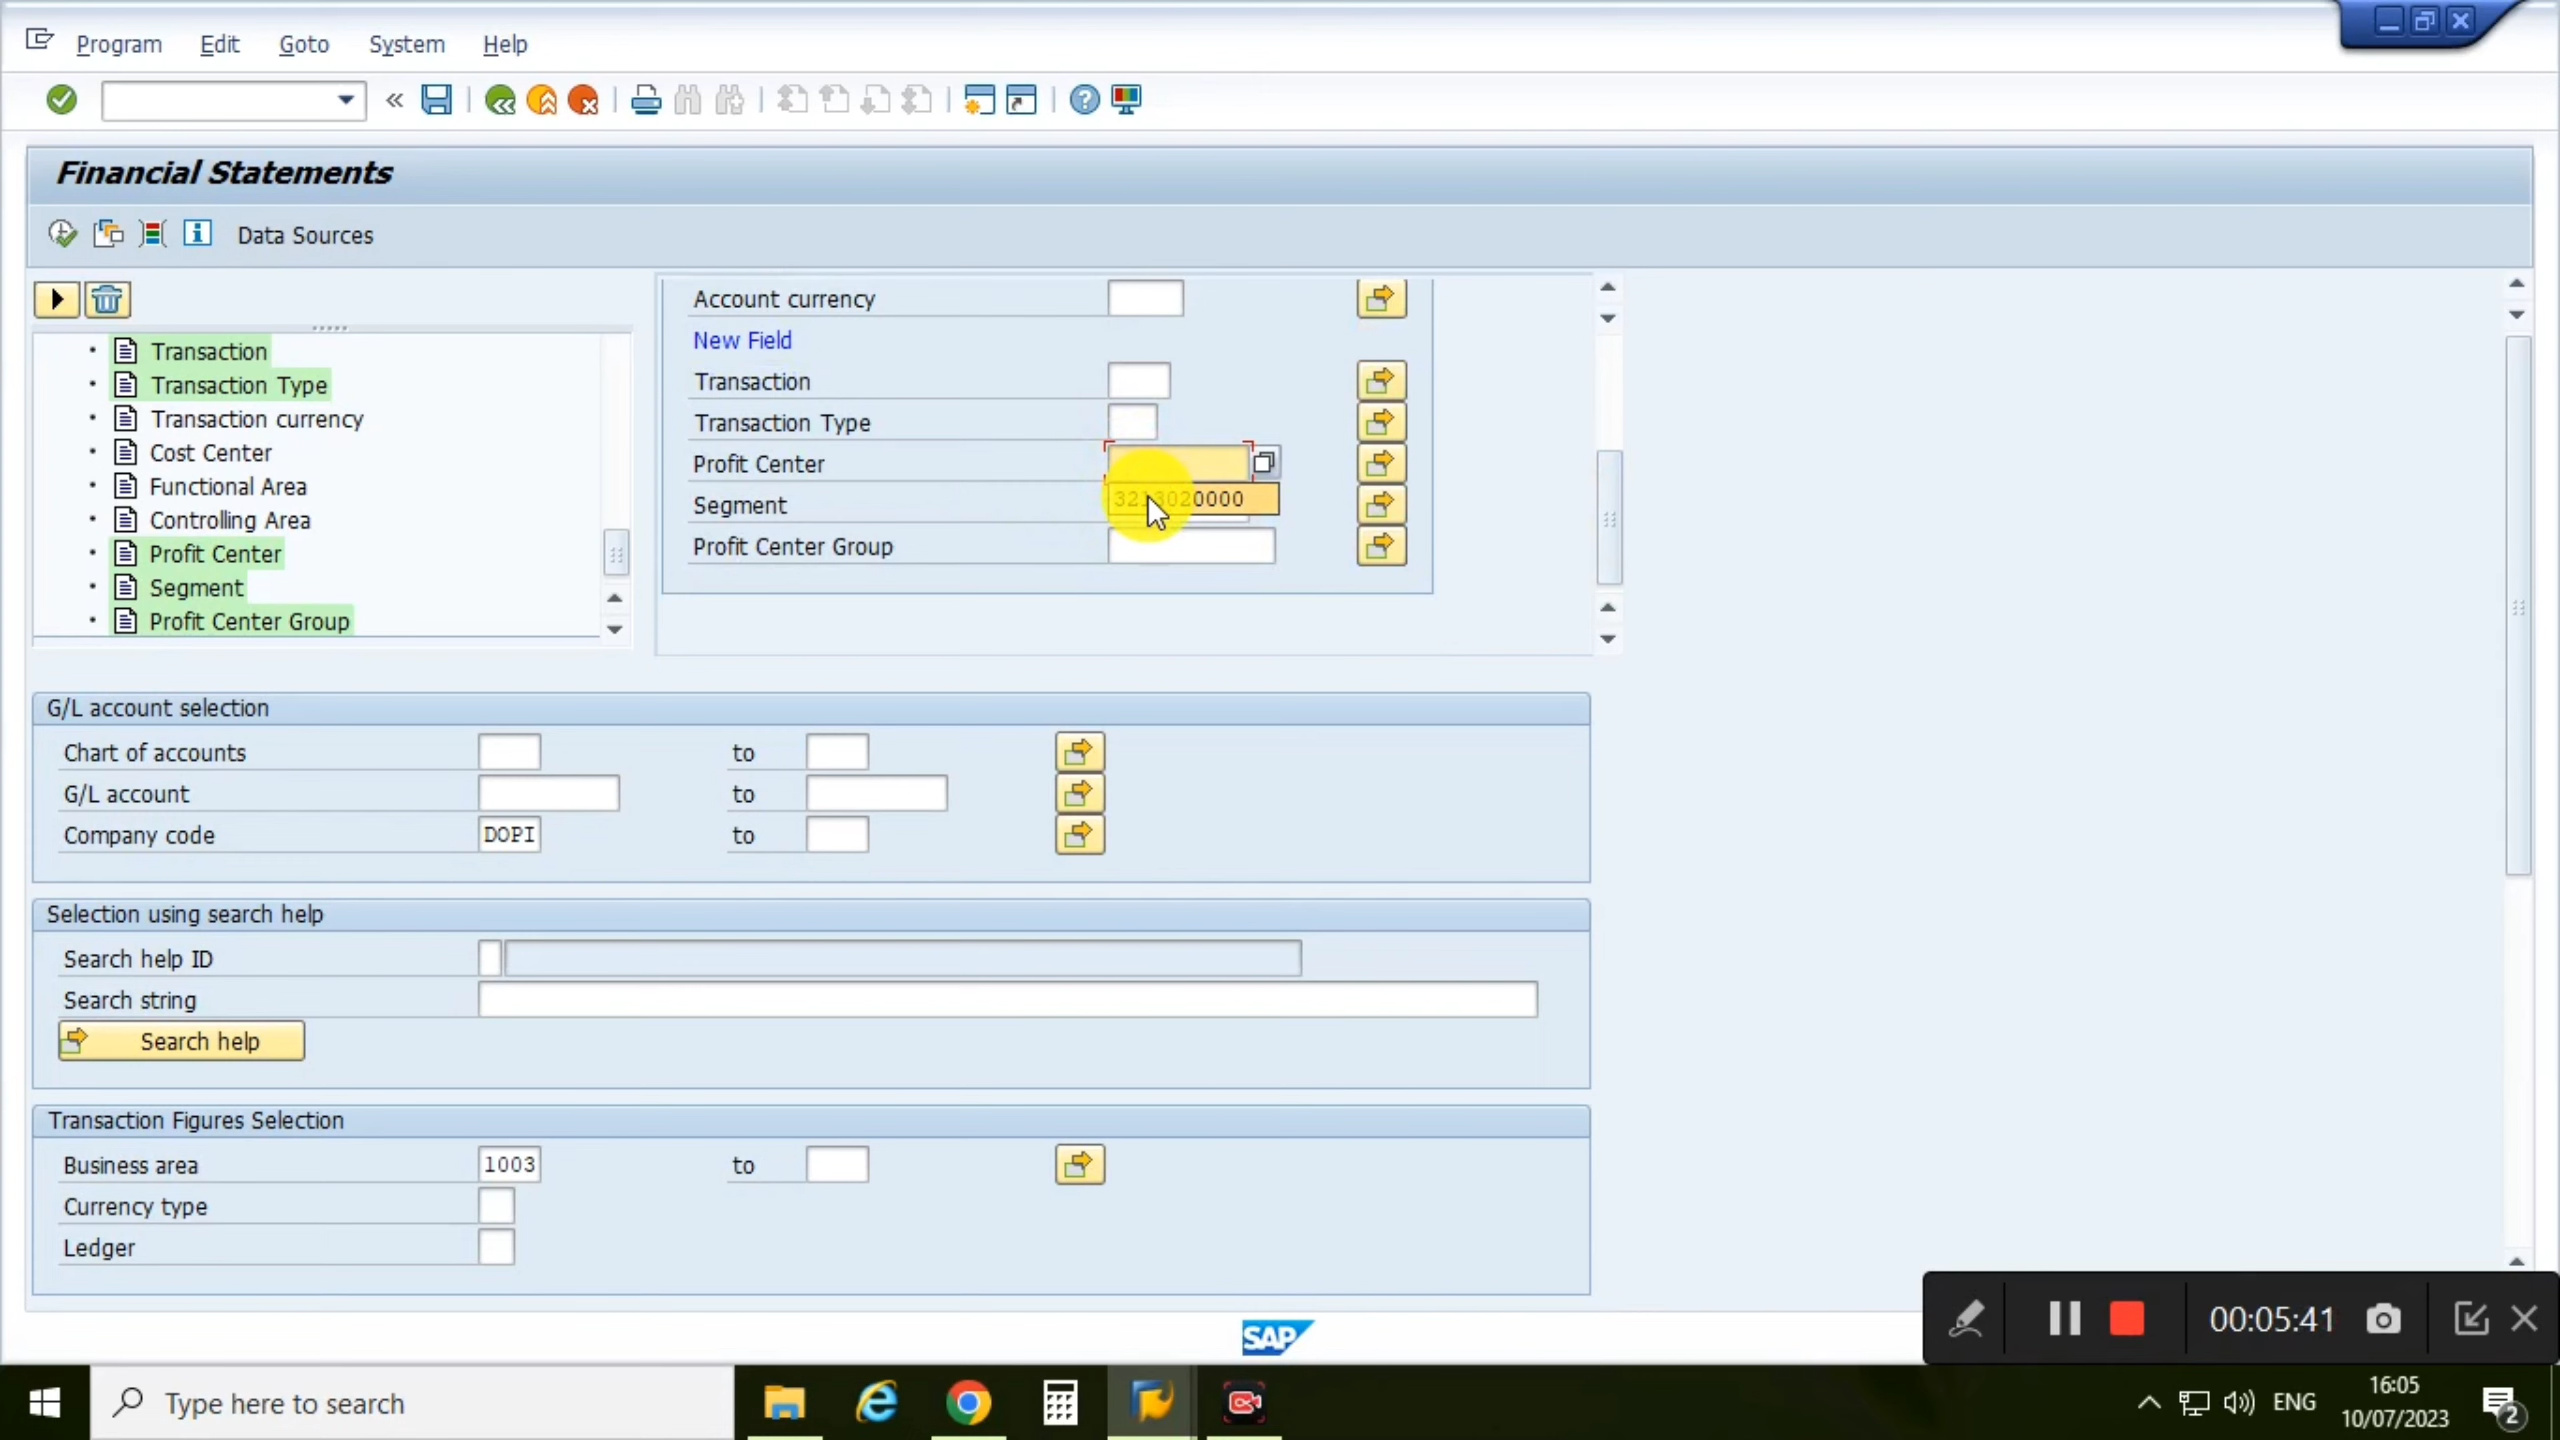 Program Edit Goto System Help
Financial Statements
Data Sources
Transaction
Transaction Type
Transaction currency
Cost Center
Functional Area
Controlling Area
Profit Center
Segment
Profit Center Group
Account currency
New Field
Transaction
Transaction Type
Profit Center
3213020000
Segment
Profit Center Group
G/L account selection
Chart of accounts to
G/L account to
Company code DOPI to
Selection using search help
Search help ID
Search string
Search help
Transaction Figures Selection
Business area 1003 to
Currency type
Ledger
SAP
00:05:41
Type here to search
ENG
16:05
10/07/2023
2